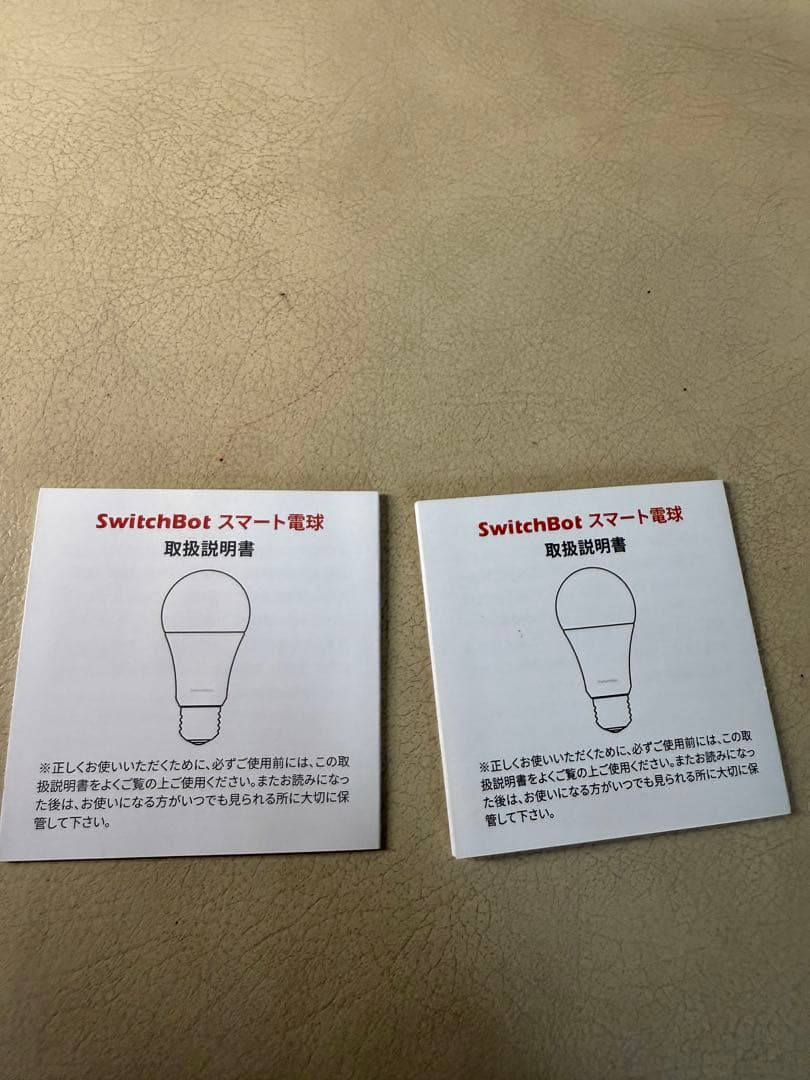 SwitchBot スマート電球
取扱説明書
※正しくお使いいただくために、必ずご使用前には、この取
扱説明書をよくご覧の上ご使用ください。またお読みになっ
た後は、お使いになる方がいつでも見られる所に大切に保
管して下さい。
SwitchBot スマート電球
取扱説明書
※正しくお使いいただくために、必ずご使用前には、この取
扱説明書をよくご覧の上ご使用ください。またお読みになっ
た後は、お使いになる方がいつでも見られる所に大切に保
管して下さい。